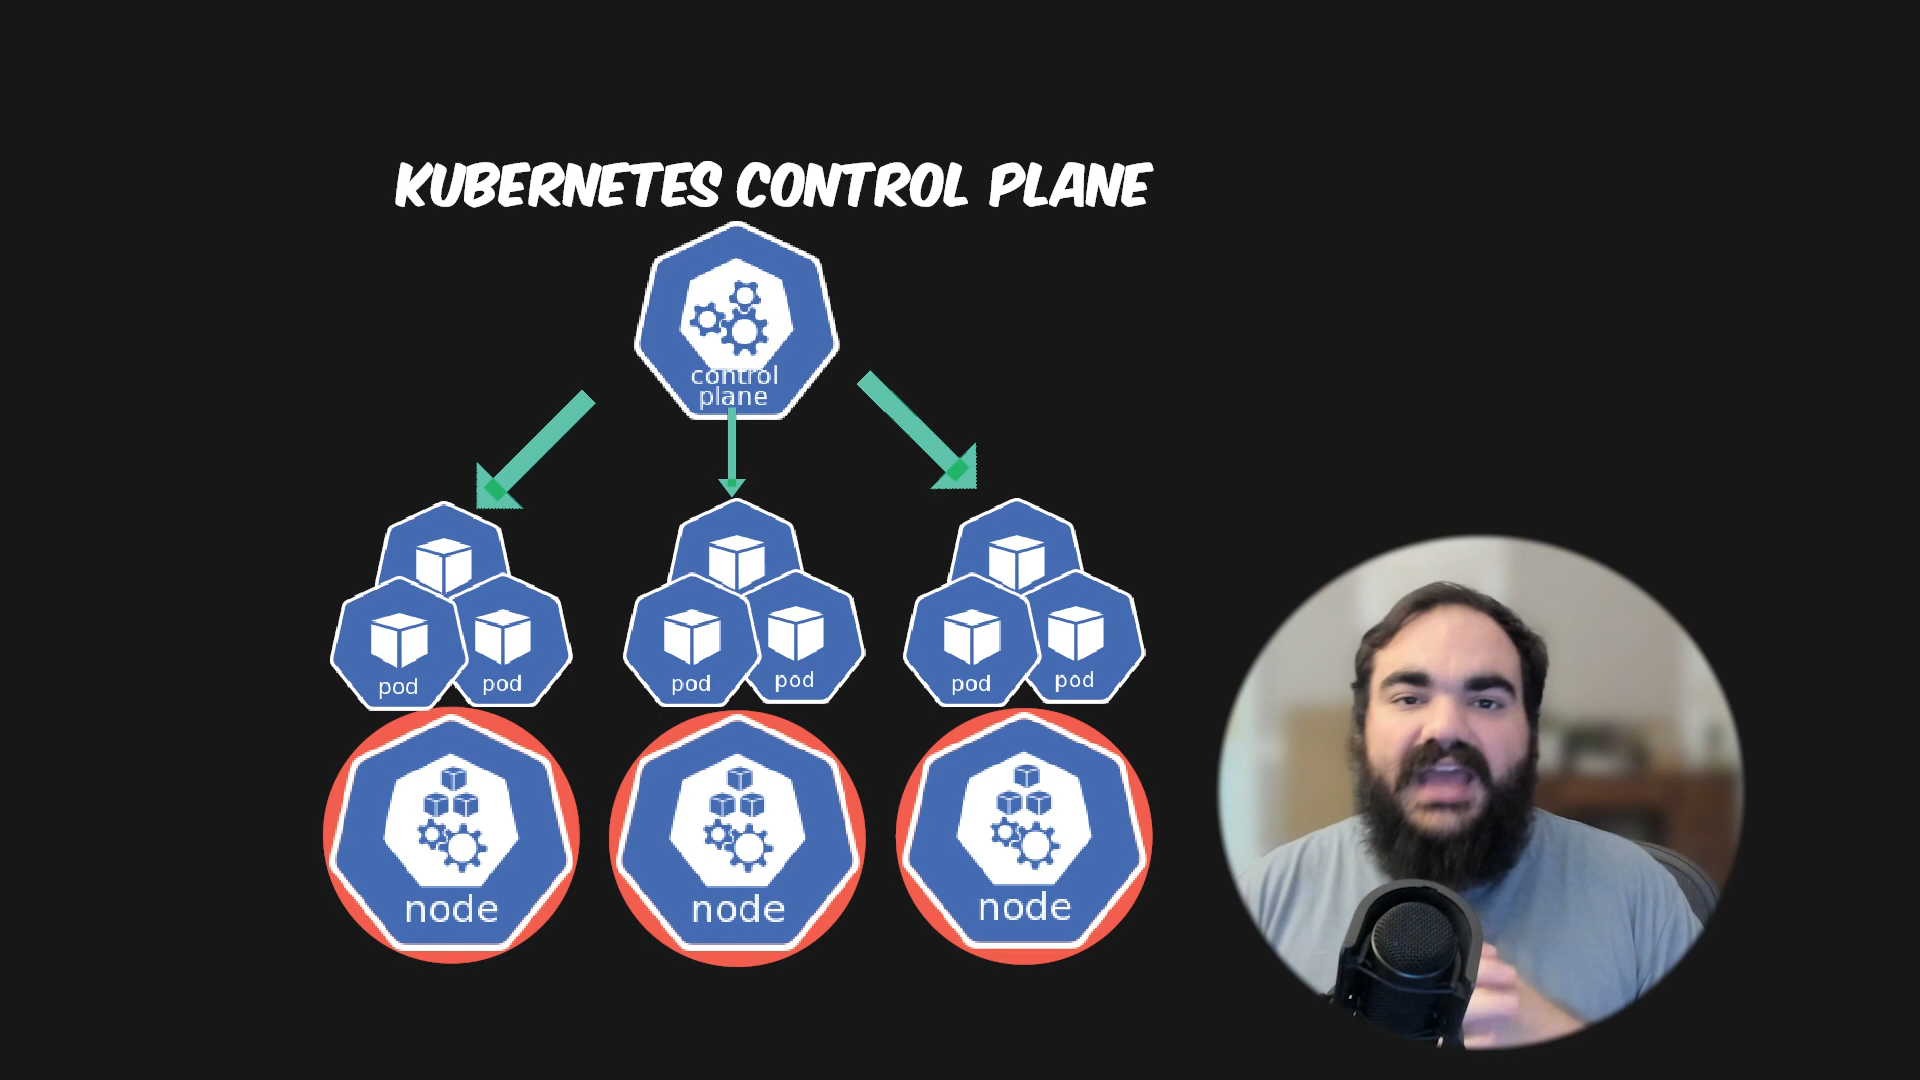 KUBERNETES CONTROL PLANE
control
plane
pod
pod
pod
pod
pod
pod
node
node
node